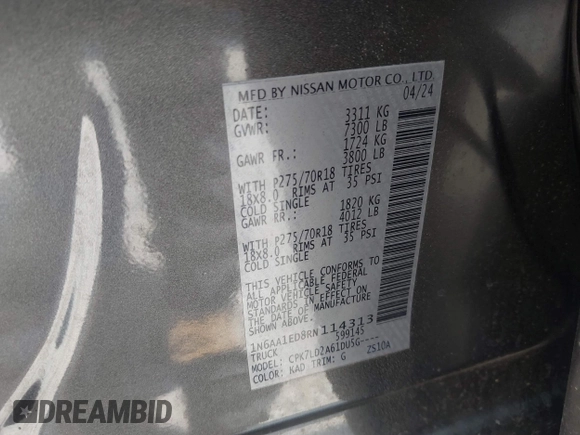 MFD BY NISSAN MOTOR CO., LTD.
DATE: 04/24
GVWR: 3311 KG
7300 LB
GAWR FR.: 1724 KG
3800 LB
WITH P275/70R18 TIRES
18X8.0 RIMS AT 35 PSI
COLD SINGLE
GAWR RR.: 1820 KG
4012 LB
WITH P275/70R18 TIRES
18X8.0 RIMS AT 35 PSI
COLD SINGLE
THIS VEHICLE CONFORMS TO
ALL APPLICABLE FEDERAL
MOTOR VEHICLE SAFETY
STANDARDS IN EFFECT ON
THE DATE OF MANUFACTURE
SHOWN ABOVE.
1N6AA1ED8RN114313
TRUCK 599145
MODEL: CPK7LD2A61DU5G----
COLOR: KAD TRIM: G ZS10A
DREAMBID